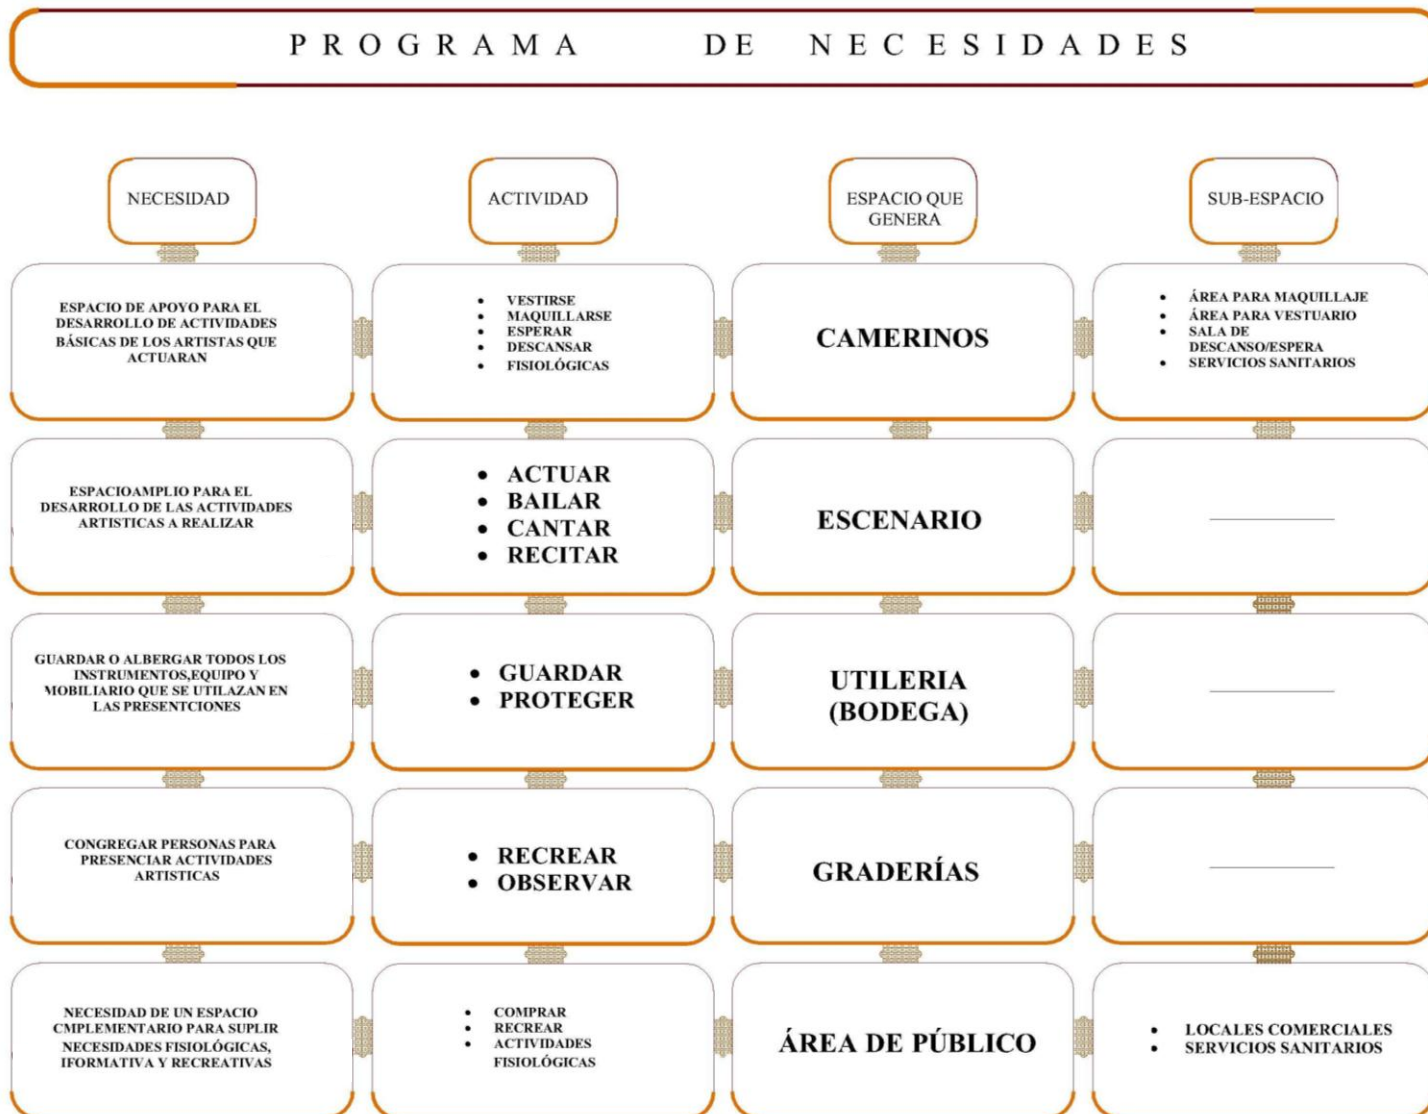 PROGRAMA DE NECESIDADES
NECESIDAD
ACTIVIDAD
ESPACIO QUE
GENERA
SUB-ESPACIO
ESPACIO DE APOYO PARA EL
DESARROLLO DE ACTIVIDADES
BÁSICAS DE LOS ARTISTAS QUE
ACTUARAN
• VESTIRSE
• MAQUILLARSE
• ESPERAR
• DESCANSAR
• FISIOLÓGICAS
CAMERINOS
• ÁREA PARA MAQUILLAJE
• ÁREA PARA VESTUARIO
• SALA DE
DESCANSO/ESPERA
• SERVICIOS SANITARIOS
ESPACIOAMPLIO PARA EL
DESARROLLO DE LAS ACTIVIDADES
ARTISTICAS A REALIZAR
• ACTUAR
• BAILAR
• CANTAR
• RECITAR
ESCENARIO
GUARDAR O ALBERGAR TODOS LOS
INSTRUMENTOS,EQUIPO Y
MOBILIARIO QUE SE UTILAZAN EN
LAS PRESENTCIONES
• GUARDAR
• PROTEGER
UTILERIA
(BODEGA)
CONGREGAR PERSONAS PARA
PRESENCIAR ACTIVIDADES
ARTISTICAS
• RECREAR
• OBSERVAR
GRADERÍAS
NECESIDAD DE UN ESPACIO
CMPLEMENTARIO PARA SUPLIR
NECESIDADES FISIOLÓGICAS,
IFORMATIVA Y RECREATIVAS
• COMPRAR
• RECREAR
• ACTIVIDADES
FISIOLÓGICAS
ÁREA DE PÚBLICO
• LOCALES COMERCIALES
• SERVICIOS SANITARIOS